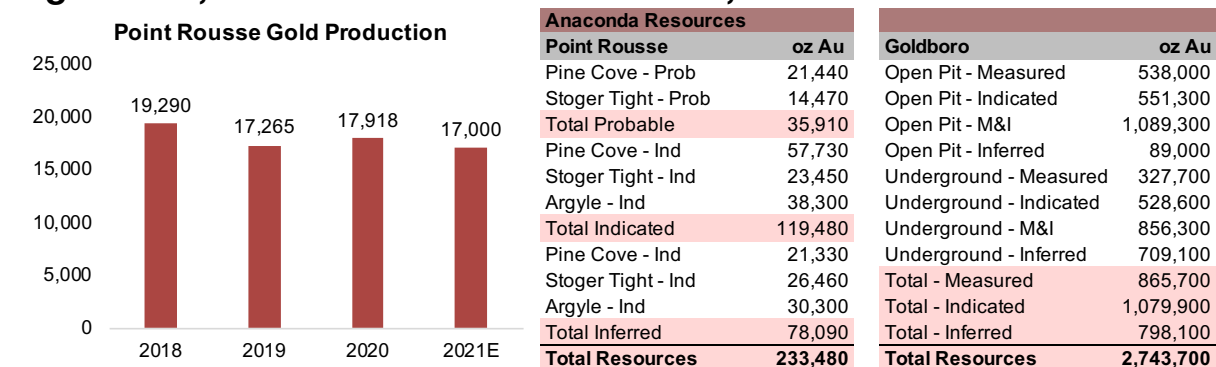 Point Rousse Gold Production
25,000
20,000
15,000
10,000
5,000
0
19,290
17,265
17,918
17,000
2018 2019 2020 2021E
Anaconda Resources
Point Rousse oz Au
Pine Cove - Prob 21,440
Stoger Tight - Prob 14,470
Total Probable 35,910
Pine Cove - Ind 57,730
Stoger Tight - Ind 23,450
Argyle - Ind 38,300
Total Indicated 119,480
Pine Cove - Ind 21,330
Stoger Tight - Ind 26,460
Argyle - Ind 30,300
Total Inferred 78,090
Total Resources 233,480
Goldboro oz Au
Open Pit - Measured 538,000
Open Pit - Indicated 551,300
Open Pit - M&I 1,089,300
Open Pit - Inferred 89,000
Underground - Measured 327,700
Underground - Indicated 528,600
Underground - M&I 856,300
Underground - Inferred 709,100
Total - Measured 865,700
Total - Indicated 1,079,900
Total - Inferred 798,100
Total Resources 2,743,700